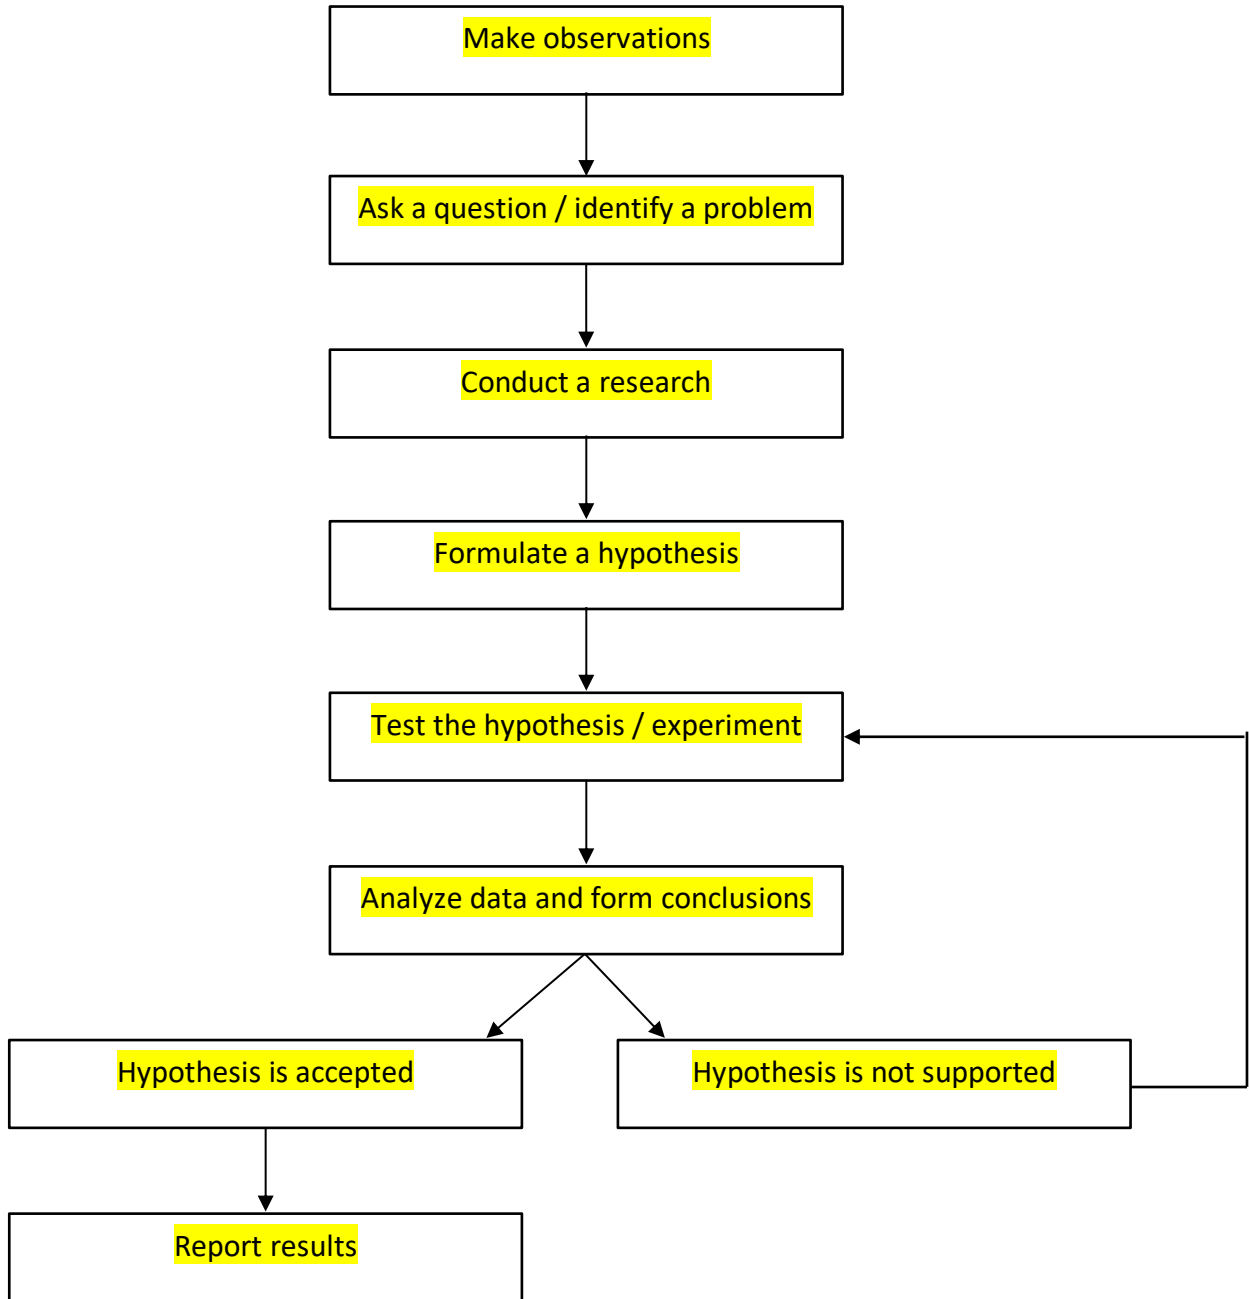 Make observations
Ask a question / identify a problem
Conduct a research
Formulate a hypothesis
Test the hypothesis / experiment
Analyze data and form conclusions
Hypothesis is accepted
Hypothesis is not supported
Report results